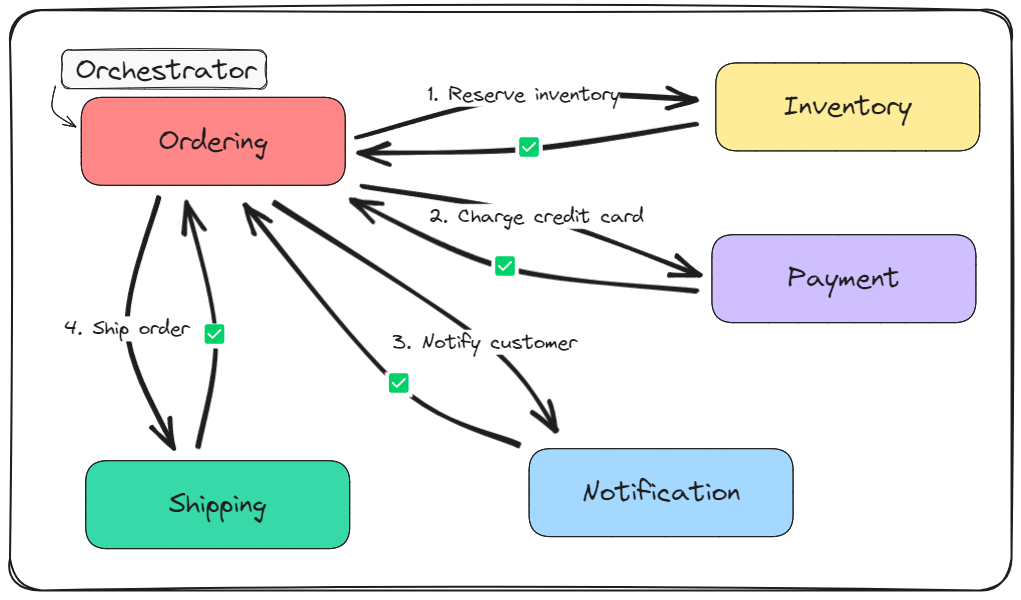 Orchestrator
Ordering
1. Reserve inventory
Inventory
2. Charge credit card
Payment
3. Notify customer
4. Ship order
Shipping
Notification